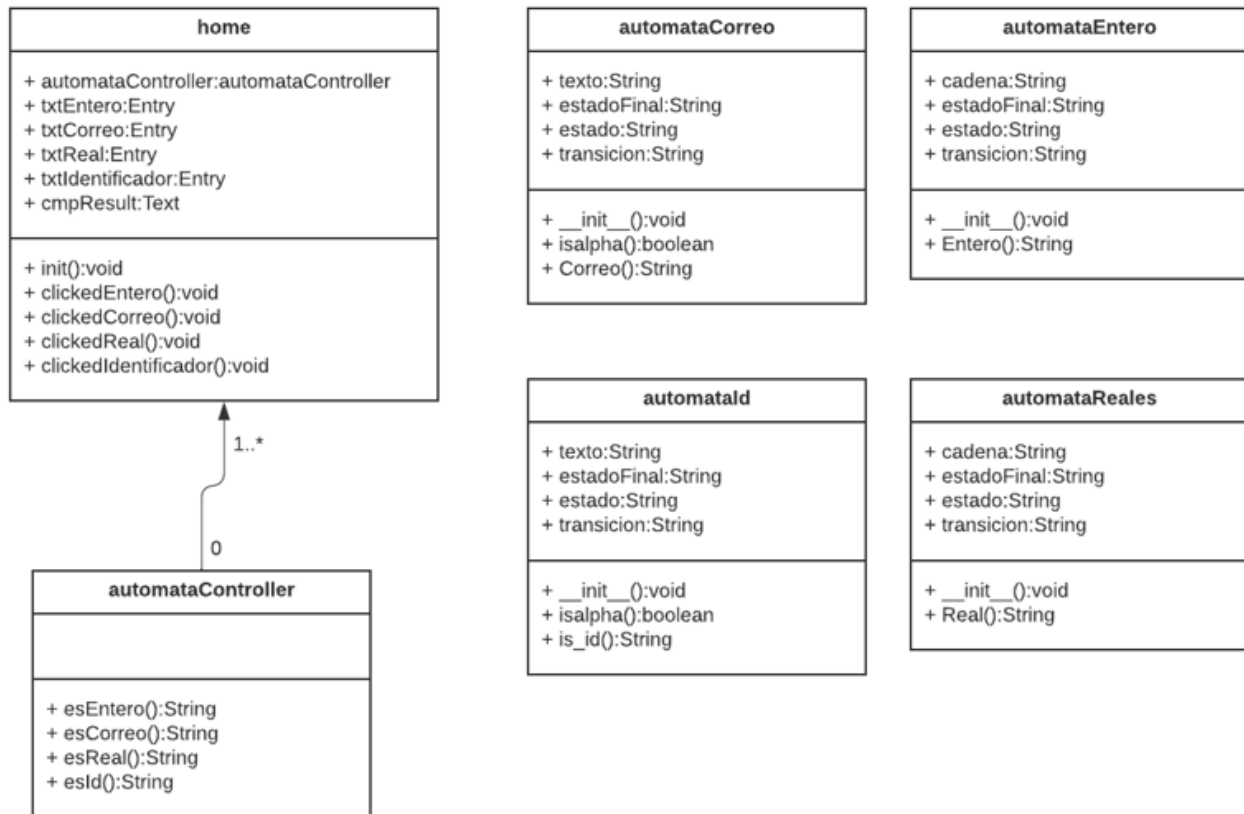 home
+ automataController:automataController
+ txtEntero:Entry
+ txtCorreo:Entry
+ txtReal:Entry
+ txtIdentificador:Entry
+ cmpResult:Text
+ init():void
+ clickedEntero():void
+ clickedCorreo():void
+ clickedReal():void
+ clickedIdentificador():void
1..*
0
automataController
+ esEntero():String
+ esCorreo():String
+ esReal():String
+ esId():String
automataCorreo
+ texto:String
+ estadoFinal:String
+ estado:String
+ transicion:String
+ __init__():void
+ isalpha():boolean
+ Correo():String
automataEntero
+ cadena:String
+ estadoFinal:String
+ estado:String
+ transicion:String
+ __init__():void
+ Entero():String
automataId
+ texto:String
+ estadoFinal:String
+ estado:String
+ transicion:String
+ __init__():void
+ isalpha():boolean
+ is_id():String
automataReales
+ cadena:String
+ estadoFinal:String
+ estado:String
+ transicion:String
+ __init__():void
+ Real():String